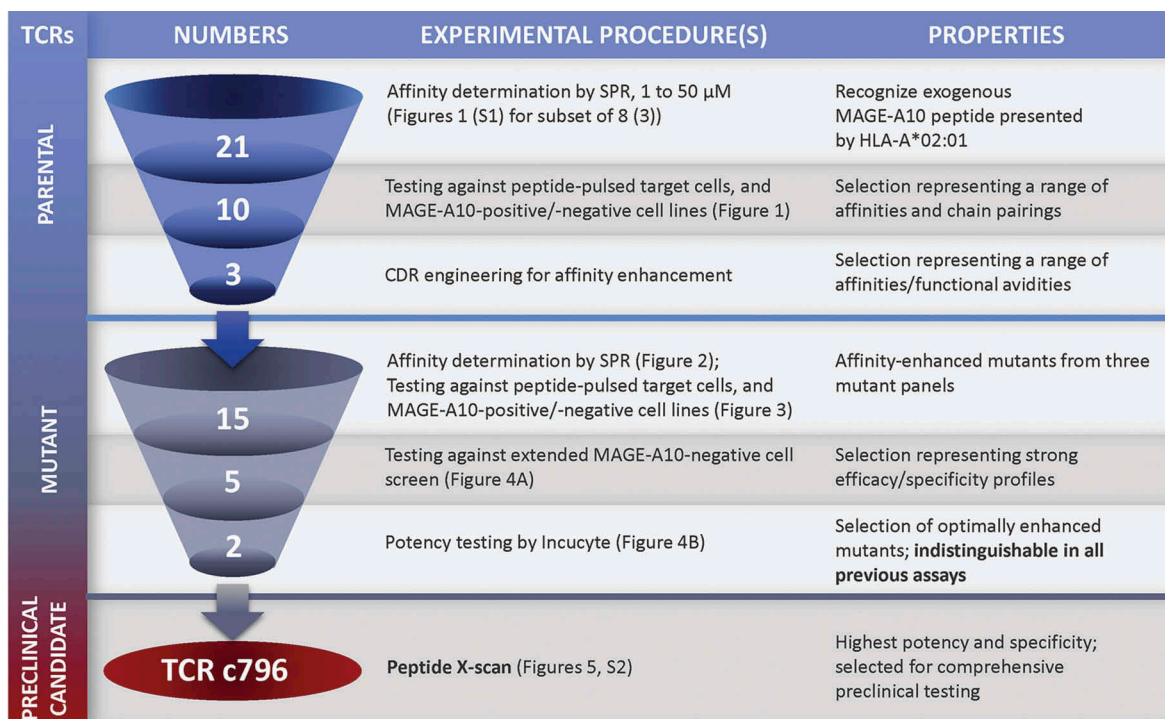 TCRs
NUMBERS
EXPERIMENTAL PROCEDURE(S)
PROPERTIES
PARENTAL
21
Affinity determination by SPR, 1 to 50 µM
(Figures 1 (S1) for subset of 8 (3))
Recognize exogenous
MAGE-A10 peptide presented
by HLA-A*02:01
10
Testing against peptide-pulsed target cells, and
MAGE-A10-positive/-negative cell lines (Figure 1)
Selection representing a range of
affinities and chain pairings
3
CDR engineering for affinity enhancement
Selection representing a range of
affinities/functional avidities
MUTANT
15
Affinity determination by SPR (Figure 2);
Testing against peptide-pulsed target cells, and
MAGE-A10-positive/-negative cell lines (Figure 3)
Affinity-enhanced mutants from three
mutant panels
5
Testing against extended MAGE-A10-negative cell
screen (Figure 4A)
Selection representing strong
efficacy/specificity profiles
2
Potency testing by Incucyte (Figure 4B)
Selection of optimally enhanced
mutants; indistinguishable in all
previous assays
PRECLINICAL
CANDIDATE
TCR c796
Peptide X-scan (Figures 5, S2)
Highest potency and specificity;
selected for comprehensive
preclinical testing